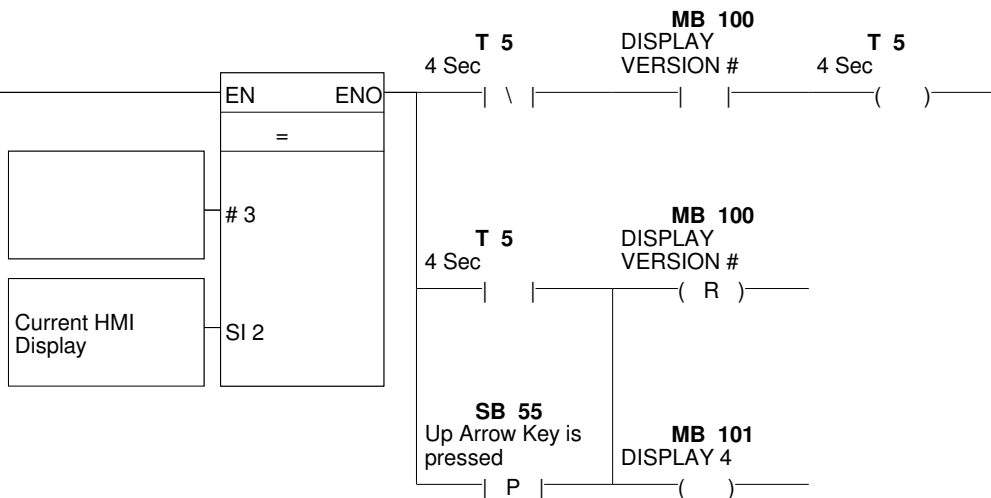 MB 100
T 5
DISPLAY
T 5
4 Sec
VERSION #
4 Sec
EN ENO
| \ |
| |
( )
=
# 3
MB 100
T 5
DISPLAY
4 Sec
VERSION #
| |
( R )
Current HMI
Display
SI 2
SB 55
Up Arrow Key is
pressed
MB 101
DISPLAY 4
| P |
( )